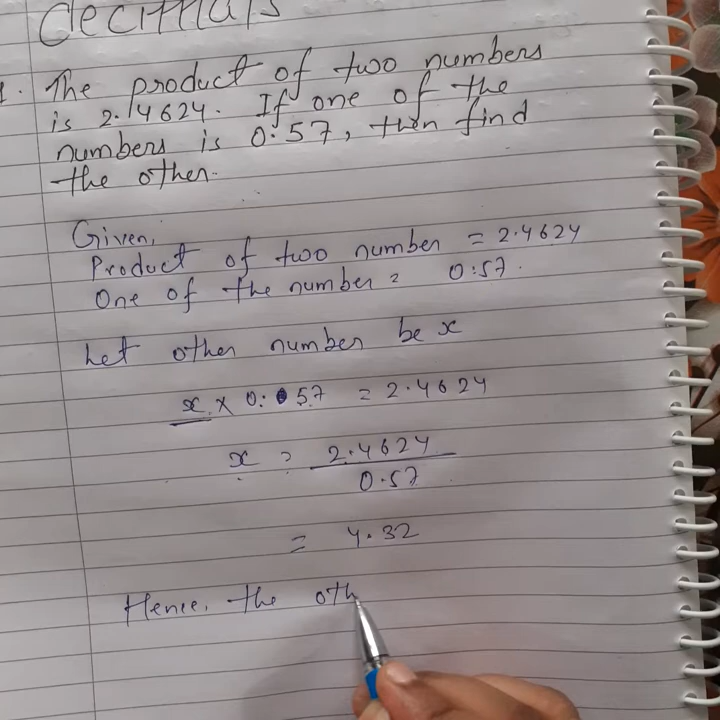 decimals
1. The product of two numbers
is 2.4624. If one of the
numbers is 0.57, then find
the other.
Given,
Product of two number = 2.4624
One of the number = 0.57.
Let other number be x
x × 0.57 = 2.4624
x = 2.4624
0.57
= 4.32
Hence, the oth